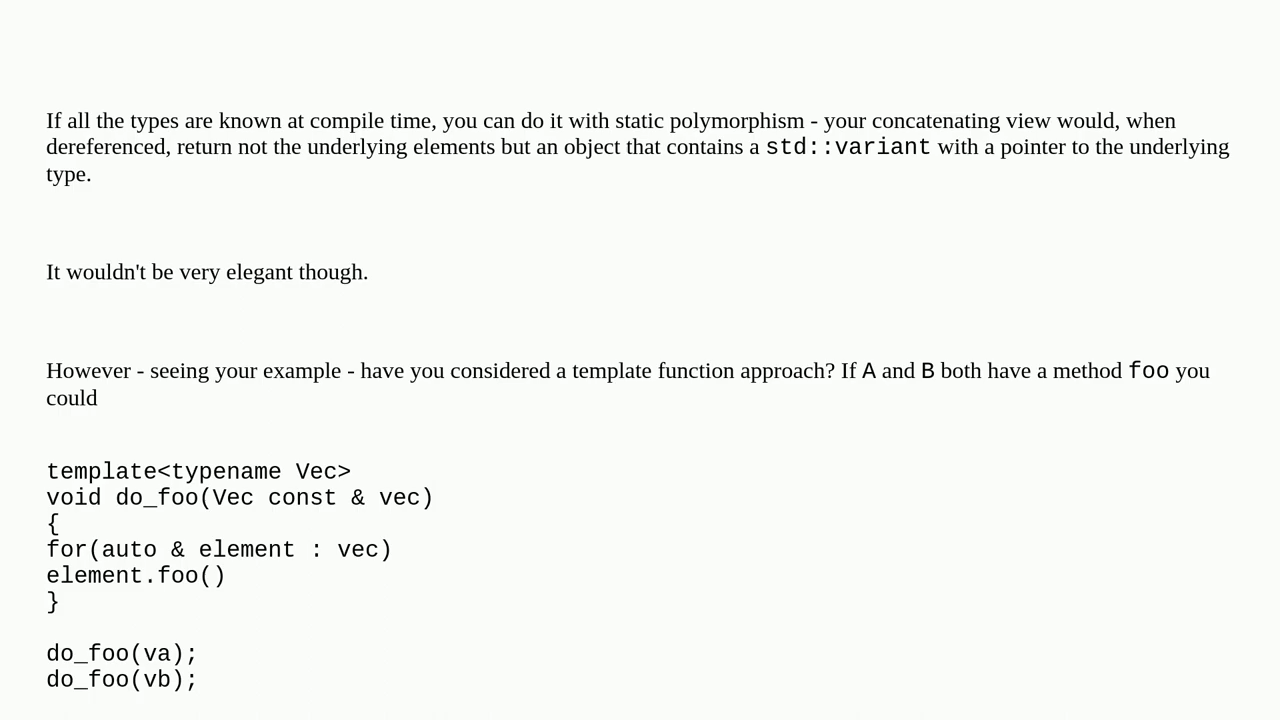 If all the types are known at compile time, you can do it with static polymorphism - your concatenating view would, when
dereferenced, return not the underlying elements but an object that contains a std::variant with a pointer to the underlying
type.
It wouldn't be very elegant though.
However - seeing your example - have you considered a template function approach? If A and B both have a method foo you
could
template<typename Vec>
void do_foo(Vec const & vec)
{
for(auto & element : vec)
element.foo()
}
do_foo(va);
do_foo(vb);